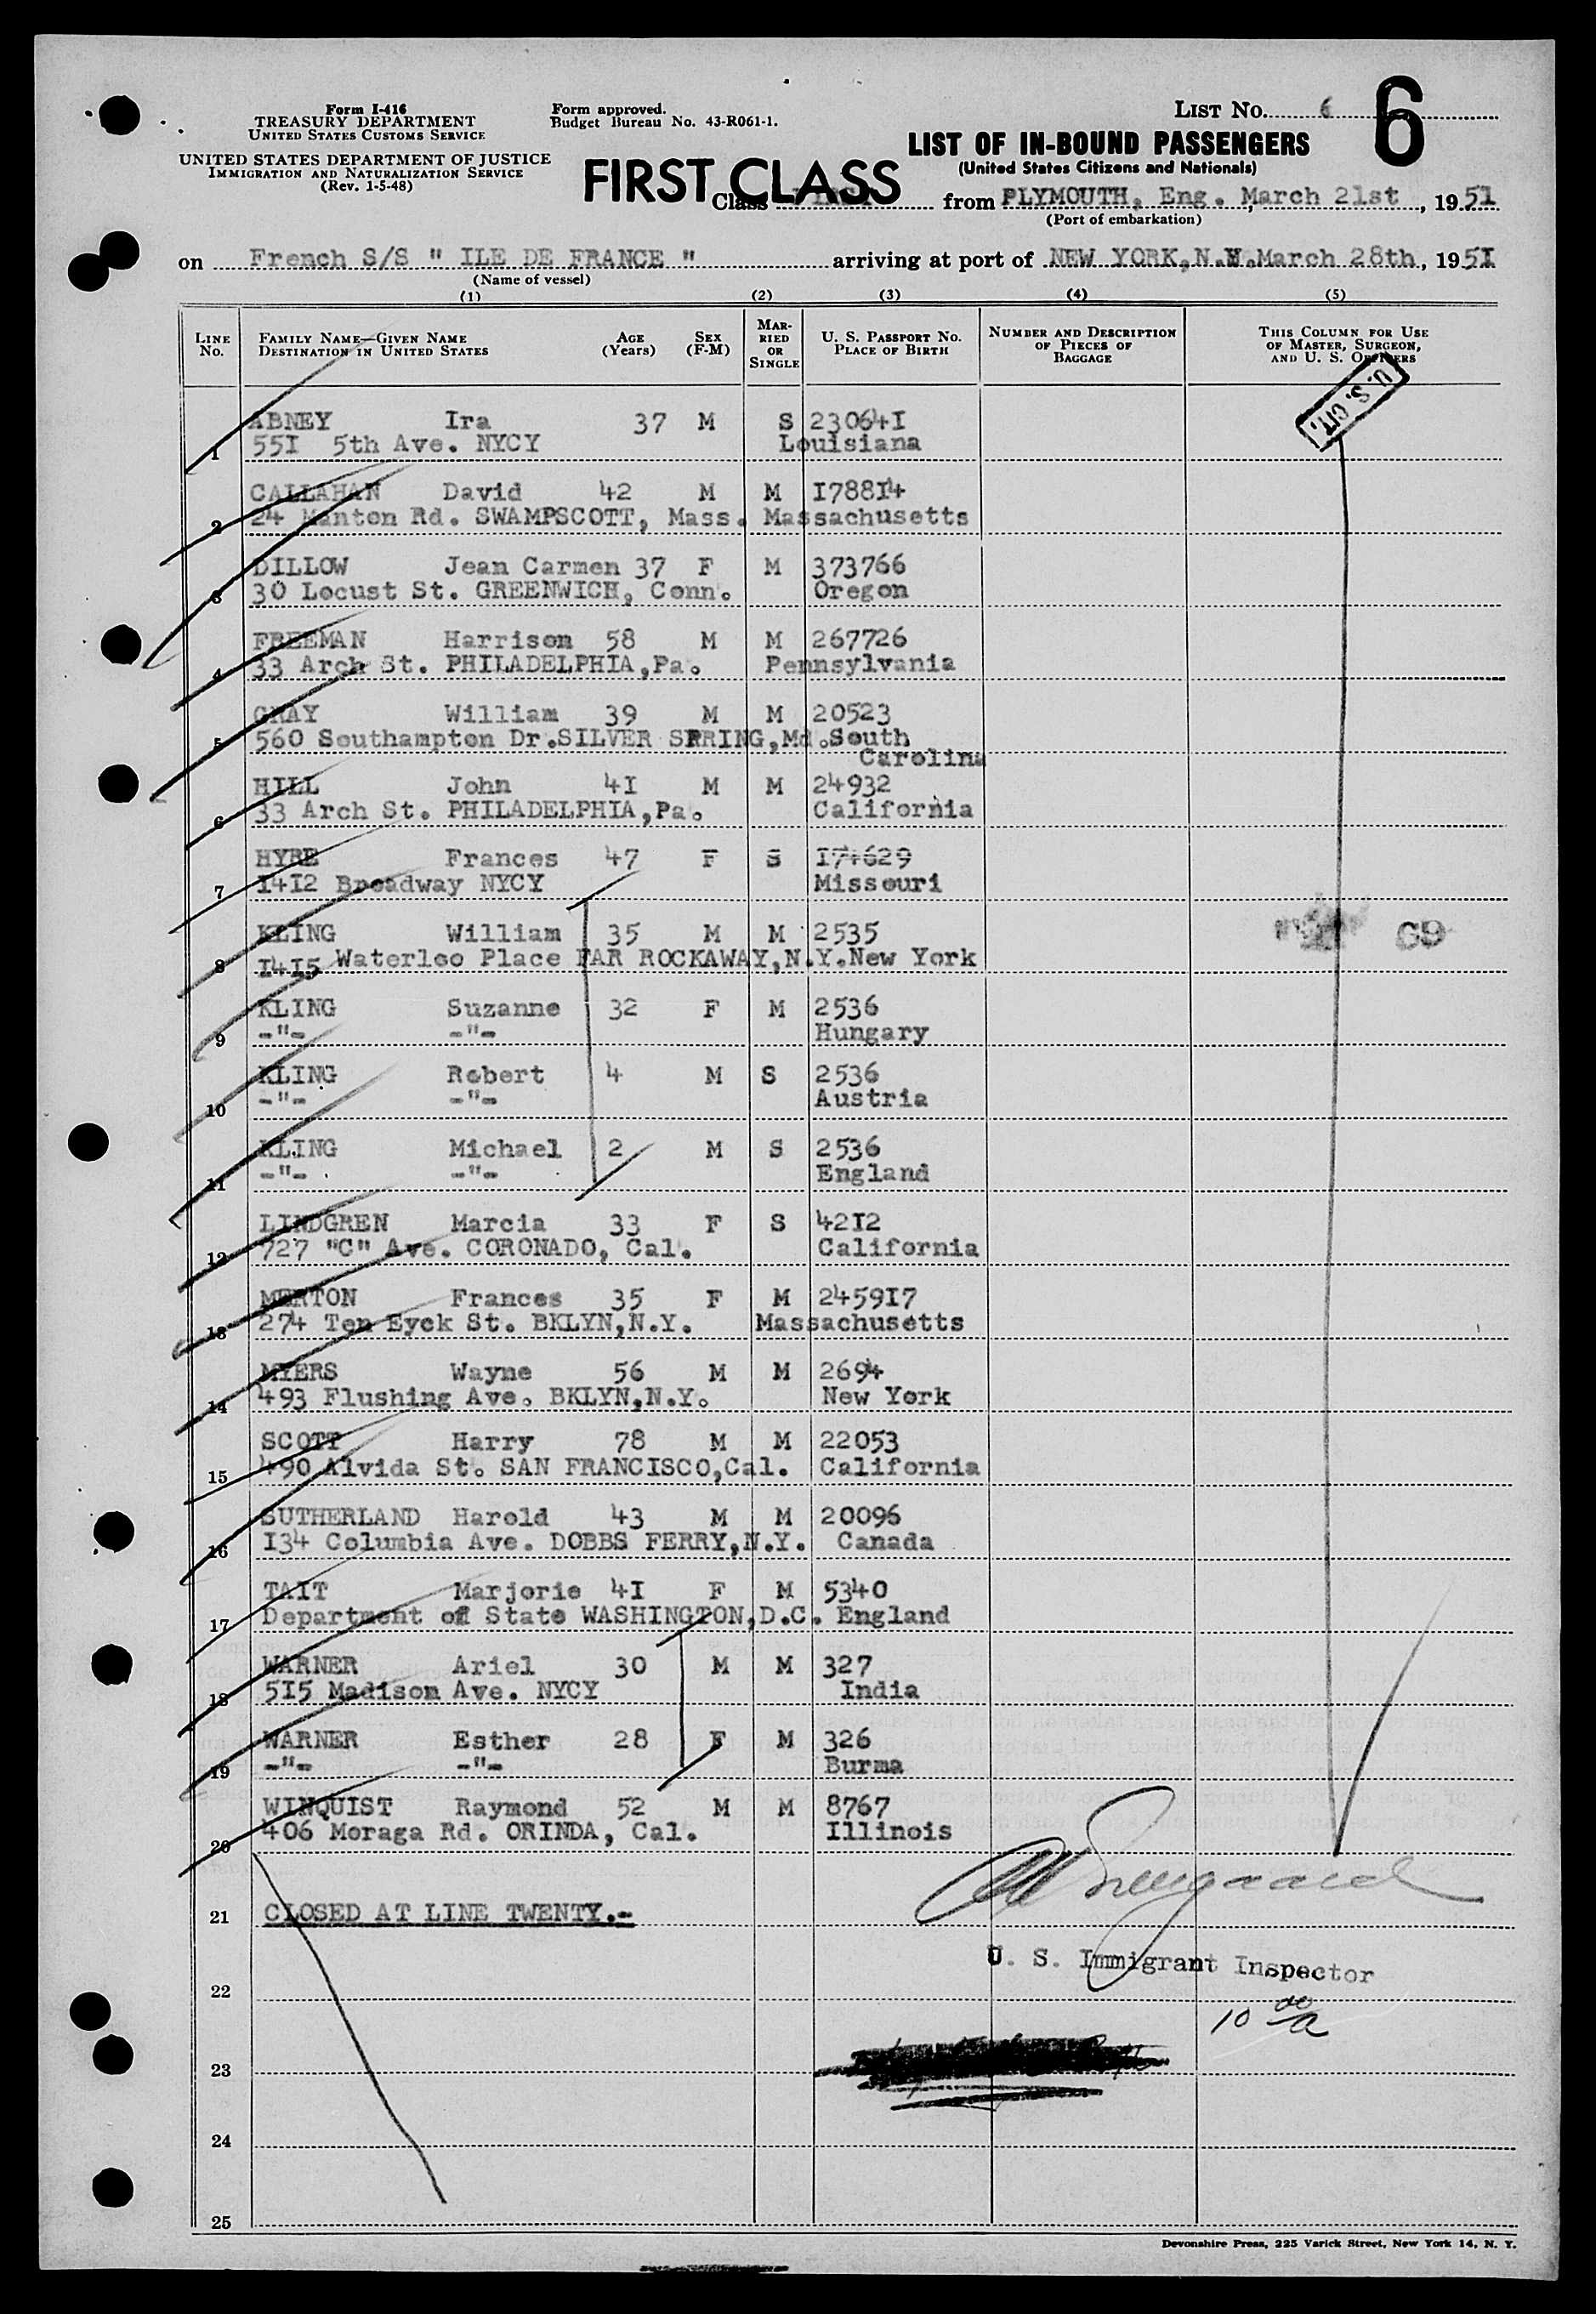 Form I-416
TREASURY DEPARTMENT
UNITED STATES CUSTOMS SERVICE
UNITED STATES DEPARTMENT OF JUSTICE
IMMIGRATION AND NATURALIZATION SERVICE
(Rev. 1-5-48)
Form approved.
Budget Bureau No. 43-R061-1.
LIST No. 6
6
LIST OF IN-BOUND PASSENGERS
(United States Citizens and Nationals)
FIRST CLASS
Class from PLYMOUTH, Eng., March 21st, 1951
(Port of embarkation)
on French S/S " ILE DE FRANCE " arriving at port of NEW YORK,N.Y. March 28th, 1951
(Name of vessel)
(1) (2) (3) (4) (5)
LINE No. FAMILY NAME—GIVEN NAME DESTINATION IN UNITED STATES AGE (Years) SEX (F-M) MARRIED OR SINGLE U. S. PASSPORT No. PLACE OF BIRTH NUMBER AND DESCRIPTION OF PIECES OF BAGGAGE THIS COLUMN FOR USE OF MASTER, SURGEON, AND U. S. OFFICERS
U. S. CIT.
ABNEY Ira 37 M S 230641
1 551 5th Ave. NYCY Louisiana
CALLAHAN David 42 M M 178814
2 24 Manton Rd. SWAMPSCOTT, Mass. Massachusetts
DILLOW Jean Carmen 37 F M 373766
3 30 Locust St. GREENWICH, Conn. Oregon
FREEMAN Harrison 58 M M 267726
4 33 Arch St. PHILADELPHIA,Pa. Pennsylvania
GRAY William 39 M M 20523
5 560 Southampton Dr.SILVER SPRING,Md.South
Carolina
HILL John 41 M M 24932
6 33 Arch St. PHILADELPHIA,Pa. California
HYRE Frances 47 F S 174629
7 1412 Broadway NYCY Missouri
KLING William 35 M M 2535
8 1415 Waterloo Place FAR ROCKAWAY,N.Y.New York
69
KLING Suzanne 32 F M 2536
9 -"- -"- Hungary
KLING Robert 4 M S 2536
10 -"- -"- Austria
KLING Michael 2 M S 2536
11 -"- -"- England
LINDGREN Marcia 33 F S 4212
12 727 "C" Ave. CORONADO, Cal. California
MERTON Frances 35 F M 245917
13 274 Ten Eyck St. BKLYN,N.Y. Massachusetts
MYERS Wayne 56 M M 2694
14 493 Flushing Ave. BKLYN,N.Y. New York
SCOTT Harry 78 M M 22053
15 490 Alvida St. SAN FRANCISCO,Cal. California
SUTHERLAND Harold 43 M M 20096
16 134 Columbia Ave. DOBBS FERRY,N.Y. Canada
TAIT Marjorie 41 F M 5340
17 Department of State WASHINGTON,D.C. England
WARNER Ariel 30 M M 327
18 515 Madison Ave. NYCY India
WARNER Esther 28 F M 326
19 -"- -"- Burma
WINQUIST Raymond 52 M M 8767
20 406 Moraga Rd. ORINDA, Cal. Illinois
21 CLOSED AT LINE TWENTY.-
U. S. Immigrant Inspector
22
10 00/a
23
24
25
Devonshire Press, 225 Varick Street, New York 14, N. Y.